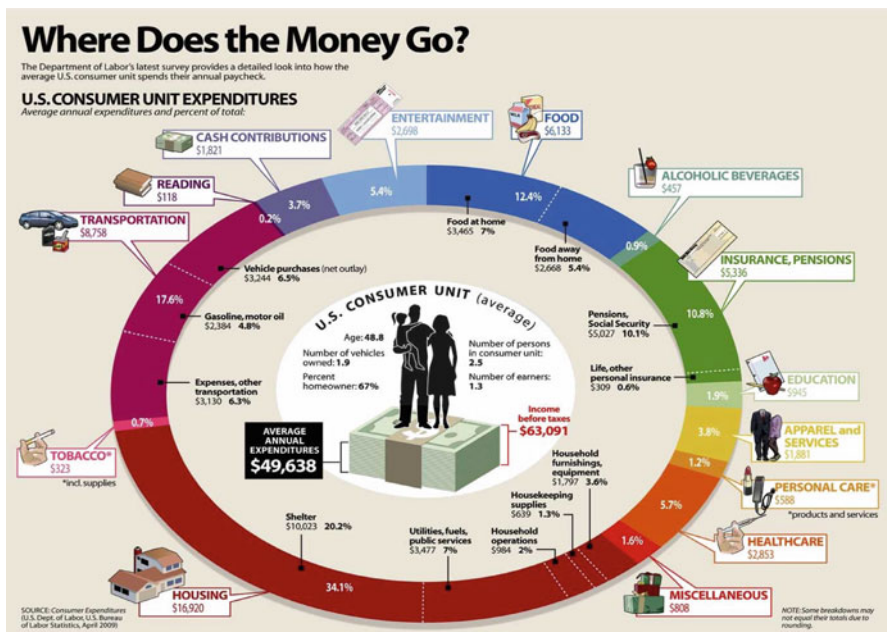 Where Does the Money Go?
The Department of Labor's latest survey provides a detailed look into how the
average U.S. consumer unit spends their annual paycheck.
U.S. CONSUMER UNIT EXPENDITURES
Average annual expenditures and percent of total:
CASH CONTRIBUTIONS
$1,821
3.7%
ENTERTAINMENT
$2,698
5.4%
FOOD
$6,133
12.4%
Food at home
$3,465 7%
Food away
from home
$2,668 5.4%
ALCOHOLIC BEVERAGES
$457
0.9%
INSURANCE, PENSIONS
$5,336
10.8%
Pensions,
Social Security
$5,027 10.1%
Life, other
personal insurance
$309 0.6%
EDUCATION
$945
1.9%
APPAREL and
SERVICES
$1,881
3.8%
PERSONAL CARE*
$588
*products and services
1.2%
HEALTHCARE
$2,853
5.7%
MISCELLANEOUS
$808
1.6%
HOUSING
$16,920
34.1%
Household
furnishings,
equipment
$1,797 3.6%
Housekeeping
supplies
$639 1.3%
Household
operations
$984 2%
Utilities, fuels,
public services
$3,477 7%
Shelter
$10,023 20.2%
TOBACCO*
$323
*incl. supplies
0.7%
TRANSPORTATION
$8,758
17.6%
Vehicle purchases (net outlay)
$3,244 6.5%
Gasoline, motor oil
$2,384 4.8%
Expenses, other
transportation
$3,130 6.3%
READING
$118
0.2%
U.S. CONSUMER UNIT (average)
Age: 48.8
Number of vehicles
owned: 1.9
Percent
homeowner: 67%
Number of persons
in consumer unit:
2.5
Number of earners:
1.3
AVERAGE
ANNUAL
EXPENDITURES
$49,638
Income
before taxes
$63,091
SOURCE: Consumer Expenditures
(U.S. Dept. of Labor, U.S. Bureau
of Labor Statistics, April 2009)
NOTE: Some breakdowns may
not equal their totals due to
rounding.